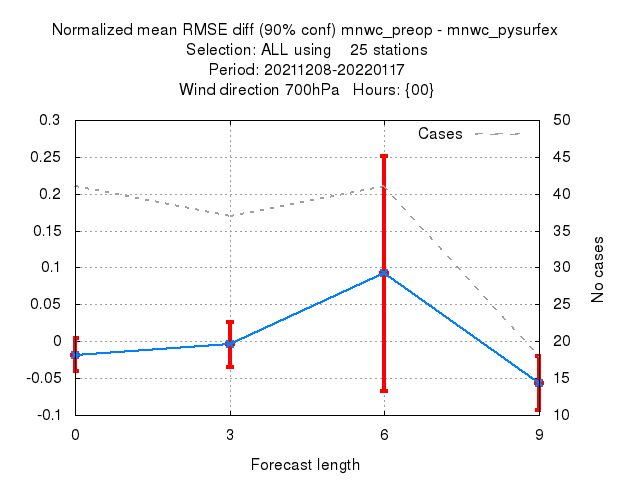 Normalized mean RMSE diff (90% conf) mnwc_preop - mnwc_pysurfex
Selection: ALL using    25 stations
Period: 20211208-20220117
Wind direction 700hPa   Hours: {00}
Cases
0.3
0.25
0.2
0.15
0.1
0.05
0
-0.05
-0.1
50
45
40
35
30
25
20
15
10
No cases
0 3 6 9
Forecast length